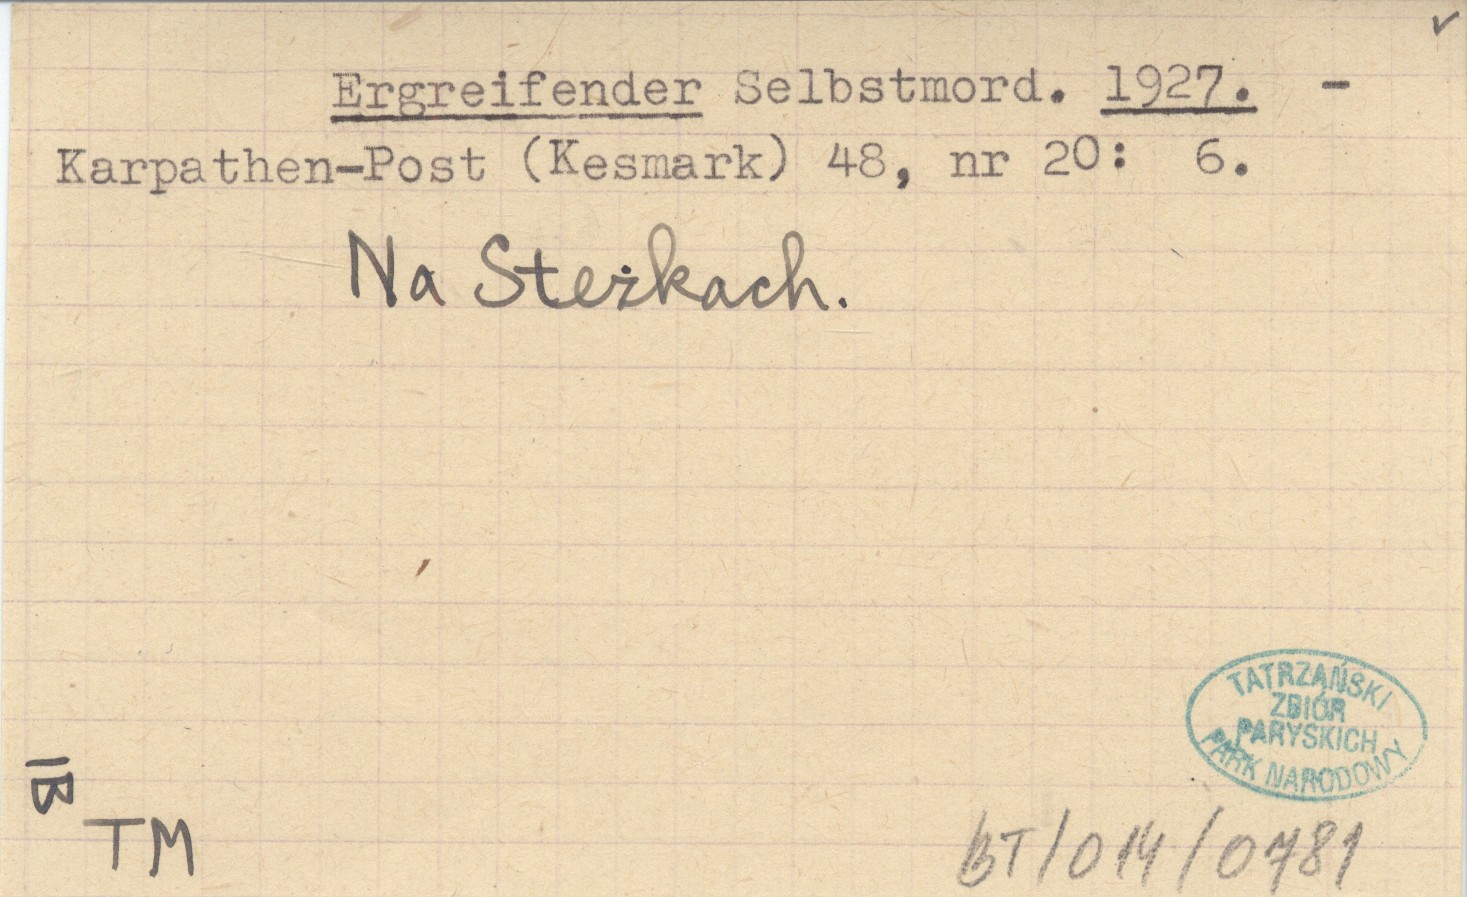 Ergreifender Selbstmord. 1927. -
Karpathen-Post (Kesmark) 48, nr 20: 6.
Na Steżkach.
TATRZAŃSKI
ZBIÓR
PARYSKICH
PARK NARODOWY
IB
TM
BT/014/0781